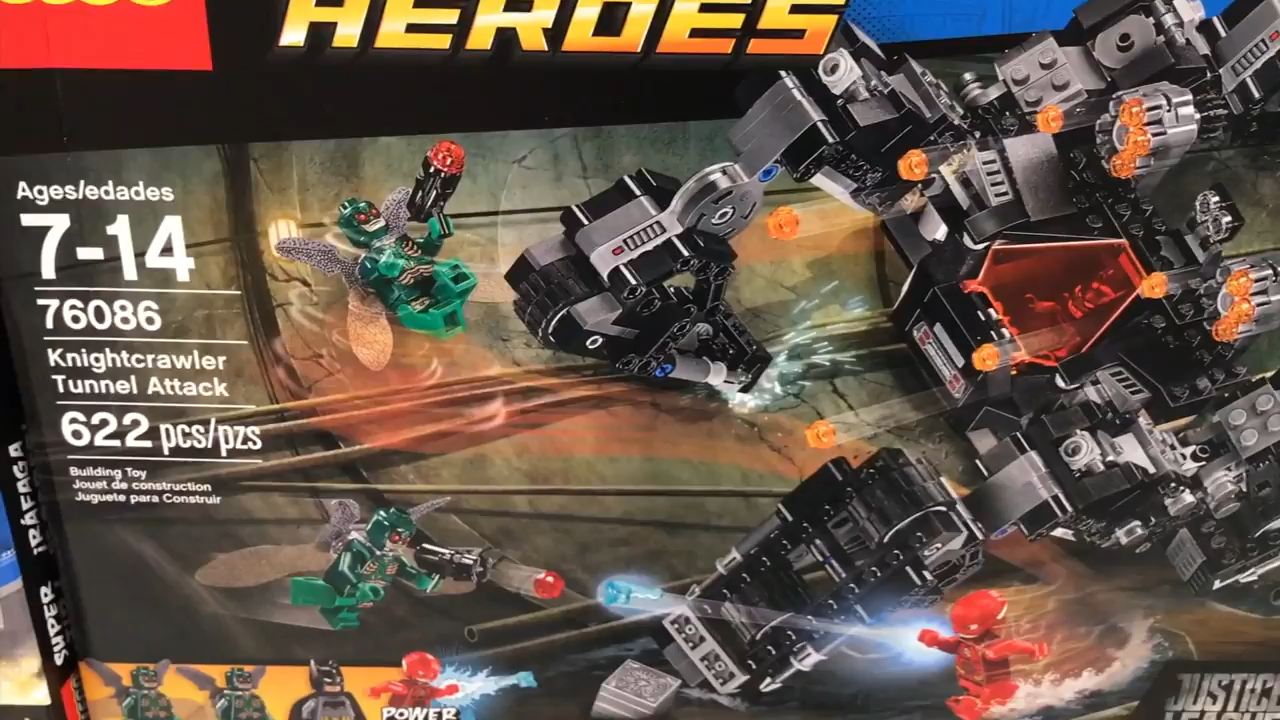 HEROES
Ages/edades
7-14
76086
Knightcrawler
Tunnel Attack
622 pcs/pzs
Building Toy
Jouet de construction
Juguete para Construir
SUPER ¡RÁFAGA
POWER
JUSTICE